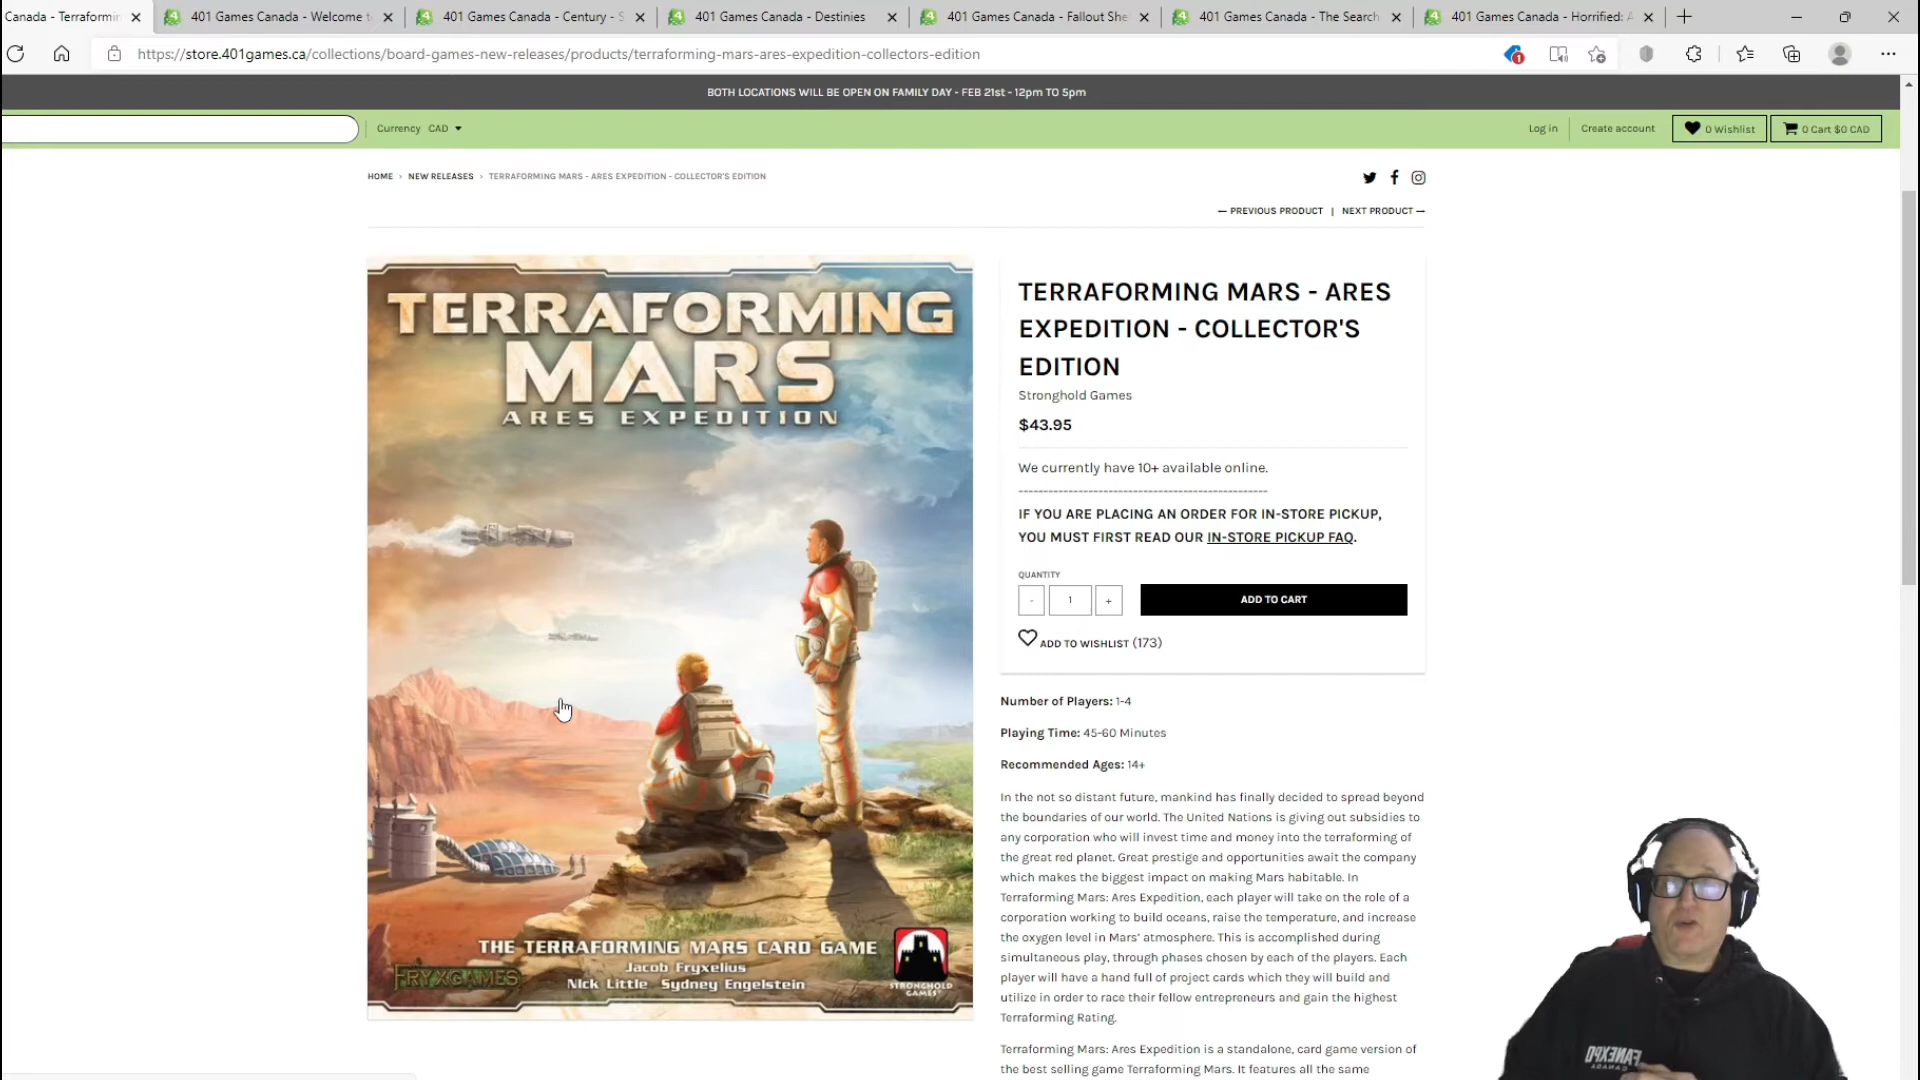 Canada - Terraformin
401 Games Canada - Welcome t
401 Games Canada - Century - S
401 Games Canada - Destinies
401 Games Canada - Fallout She
401 Games Canada - The Search
401 Games Canada - Horrified: A
https://store.401games.ca/collections/board-games-new-releases/products/terraforming-mars-ares-expedition-collectors-edition
1
BOTH LOCATIONS WILL BE OPEN ON FAMILY DAY - FEB 21st - 12pm TO 5pm
Currency CAD
Log in
Create account
0 Wishlist
0 Cart $0 CAD
HOME › NEW RELEASES › TERRAFORMING MARS - ARES EXPEDITION - COLLECTOR'S EDITION
← PREVIOUS PRODUCT | NEXT PRODUCT →
TERRAFORMING
MARS
ARES EXPEDITION
THE TERRAFORMING MARS CARD GAME
Jacob Fryxelius
Nick Little Sydney Engelstein
FRYXGAMES
STRONGHOLD
GAMES
TERRAFORMING MARS - ARES
EXPEDITION - COLLECTOR'S
EDITION
Stronghold Games
$43.95
We currently have 10+ available online.
--------------------------------------------------
IF YOU ARE PLACING AN ORDER FOR IN-STORE PICKUP,
YOU MUST FIRST READ OUR IN-STORE PICKUP FAQ.
QUANTITY
- 1 +
ADD TO CART
ADD TO WISHLIST (173)
Number of Players: 1-4
Playing Time: 45-60 Minutes
Recommended Ages: 14+
In the not so distant future, mankind has finally decided to spread beyond
the boundaries of our world. The United Nations is giving out subsidies to
any corporation who will invest time and money into the terraforming of
the great red planet. Great prestige and opportunities await the company
which makes the biggest impact on making Mars habitable. In
Terraforming Mars: Ares Expedition, each player will take on the role of a
corporation working to build oceans, raise the temperature, and increase
the oxygen level in Mars' atmosphere. This is accomplished during
simultaneous play, through phases chosen by each of the players. Each
player will have a hand full of project cards which they will build and
utilize in order to race their fellow entrepreneurs and gain the highest
Terraforming Rating.
Terraforming Mars: Ares Expedition is a standalone, card game version of
the best selling game Terraforming Mars. It features all the same
FANEXPO
CANADA